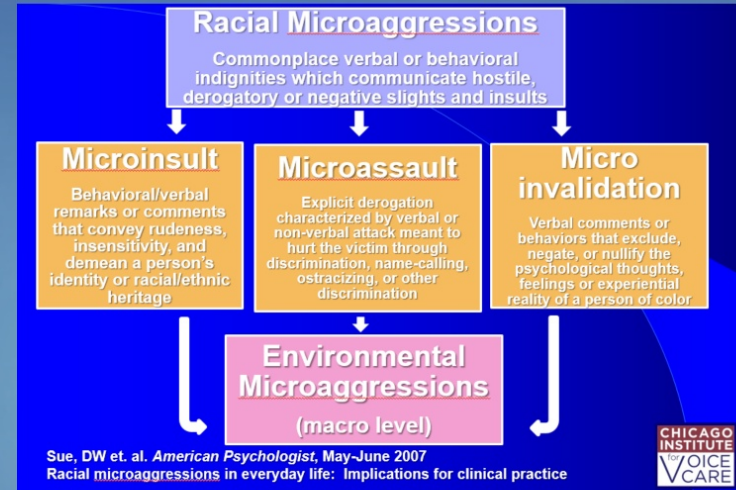 Racial Microaggressions
Commonplace verbal or behavioral
indignities which communicate hostile,
derogatory or negative slights and insults
Microinsult
Behavioral/verbal
remarks or comments
that convey rudeness,
insensitivity, and
demean a person's
identity or racial/ethnic
heritage
Microassault
Explicit derogation
characterized by verbal or
non-verbal attack meant to
hurt the victim through
discrimination, name-calling,
ostracizing, or other
discrimination
Micro
invalidation
Verbal comments or
behaviors that exclude,
negate, or nullify the
psychological thoughts,
feelings or experiential
reality of a person of color
Environmental
Microaggressions
(macro level)
Sue, DW et. al. American Psychologist, May-June 2007
Racial microaggressions in everyday life: Implications for clinical practice
CHICAGO
INSTITUTE
for VOICE
CARE